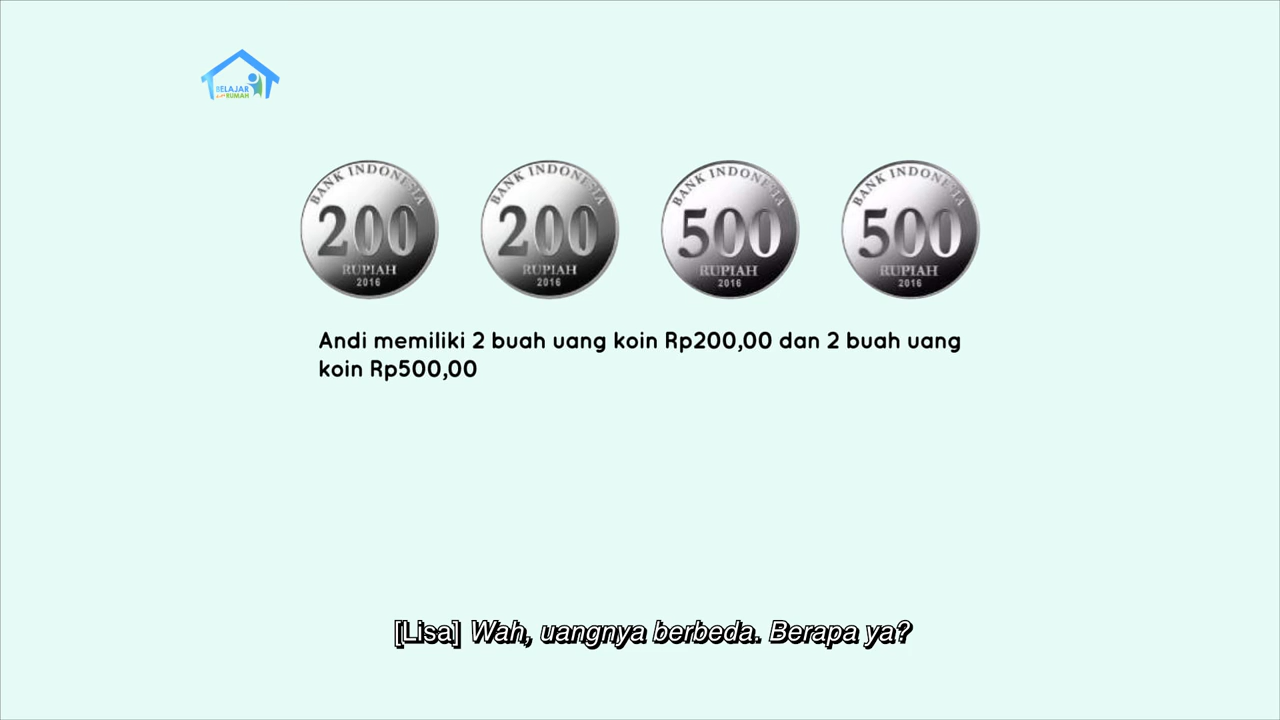 BELAJAR
dari RUMAH
BANK INDONESIA
200
RUPIAH
2016
BANK INDONESIA
200
RUPIAH
2016
BANK INDONESIA
500
RUPIAH
2016
BANK INDONESIA
500
RUPIAH
2016
Andi memiliki 2 buah uang koin Rp200,00 dan 2 buah uang
koin Rp500,00
[Lisa] Wah, uangnya berbeda. Berapa ya?